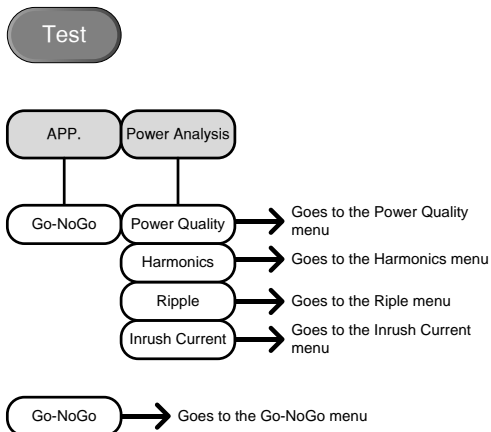 Test
APP.
Power Analysis
Go-NoGo
Power Quality
Goes to the Power Quality
menu
Harmonics
Goes to the Harmonics menu
Ripple
Goes to the Riple menu
Inrush Current
Goes to the Inrush Current
menu
Go-NoGo
Goes to the Go-NoGo menu